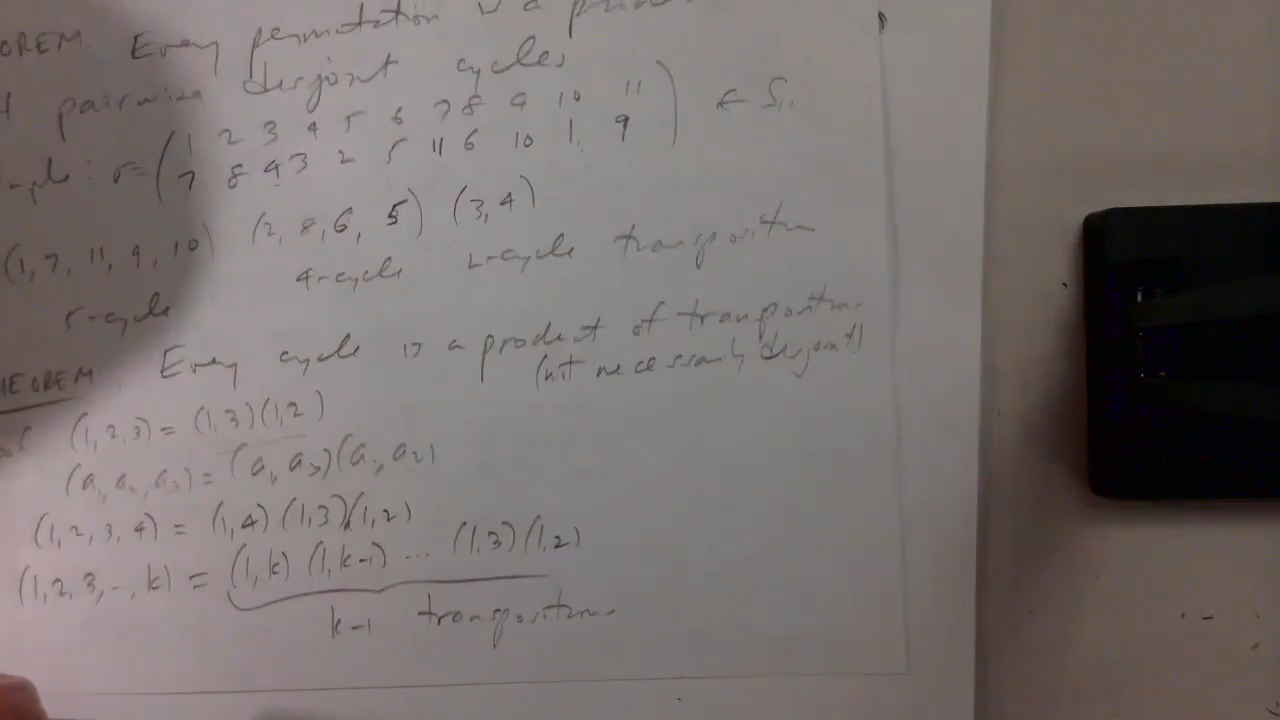 OREM. Every permutation is a produ
pairwise disjoint cycles
mple: σ = ( 1 2 3 4 5 6 7 8 9 10 11 ) ∈ S₁₁
7 8 4 3 2 5 11 6 10 1 9
(1, 7, 11, 9, 10) (2, 8, 6, 5) (3, 4)
5-cycle 4-cycle 2-cycle transposition
EOREM. Every cycle is a product of transpositions
(not necessarily disjoint)
(1, 2, 3) = (1, 3)(1, 2)
(a₁, a₂, a₃) = (a₁, a₃)(a₁, a₂)
(1, 2, 3, 4) = (1, 4)(1, 3)(1, 2)
(1, 2, 3, ..., k) = (1, k)(1, k-1) ... (1, 3)(1, 2)
k-1 transpositions